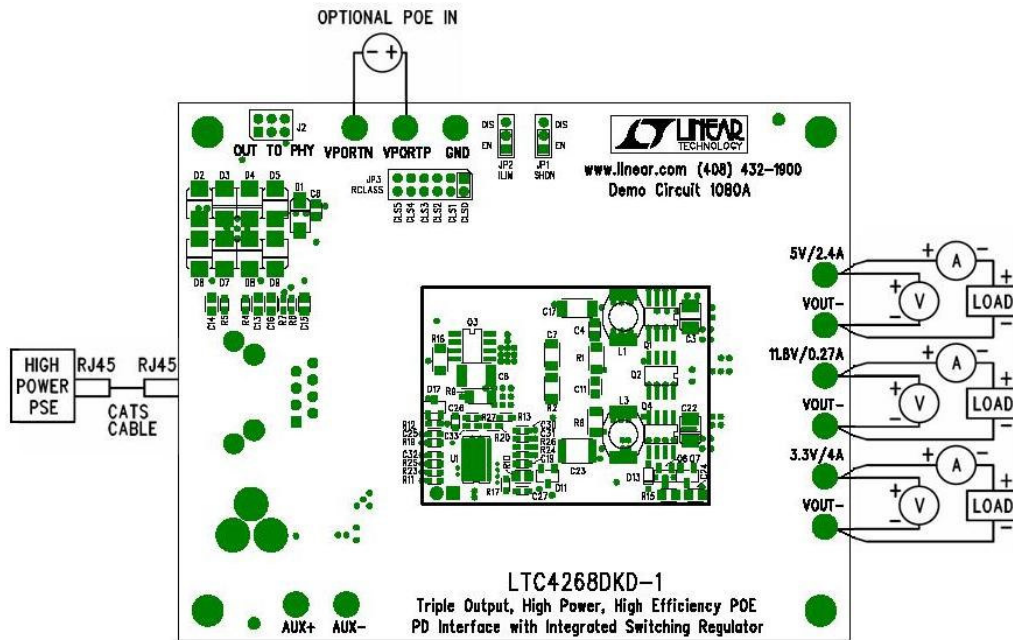 OPTIONAL POE IN
- +
J2
OUT TO PHY
VPORTN VPORTP GND
DIS
EN
JP2
ILIM
DIS
EN
JP1
SHDN
LINEAR
TECHNOLOGY
www.linear.com (408) 432-1900
Demo Circuit 1080A
JP3
RCLASS
CLS5 CLS4 CLS3 CLS2 CLS1 CLS0
D2 D3 D4 D5
D1 C8
D6 D7 D8 D9
C14 R5 R4 C13 C16 R7 R9 C15
HIGH
POWER
PSE
RJ45 RJ45
CAT5
CABLE
5V/2.4A
VOUT-
+ A -
+ V -
+ LOAD -
11.8V/0.27A
VOUT-
+ A -
+ V -
+ LOAD -
3.3V/4A
VOUT-
+ A -
+ V -
+ LOAD -
Q3
R16
C6
R8
D17
C26
R27
R12
C25
R18
C33
R20
R13
C30
C31
R26
R24
C19
C32
R25
R23
R11
U1
R10
R17
C27
D11
C17
C4
L1
Q1
C3
C7
R1
R2
C11
Q2
L3
Q4
C22
R6
C23
D13
Q6 Q7
C24
R15
LTC4268DKD-1
Triple Output, High Power, High Efficiency POE
PD Interface with Integrated Switching Regulator
AUX+ AUX-